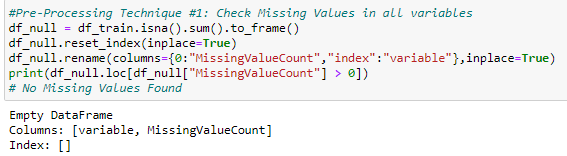 #Pre-Processing Technique #1: Check Missing Values in all variables
df_null = df_train.isna().sum().to_frame()
df_null.reset_index(inplace=True)
df_null.rename(columns={0:"MissingValueCount","index":"variable"},inplace=True)
print(df_null.loc[df_null["MissingValueCount"] > 0])
# No Missing Values Found
Empty DataFrame
Columns: [variable, MissingValueCount]
Index: []